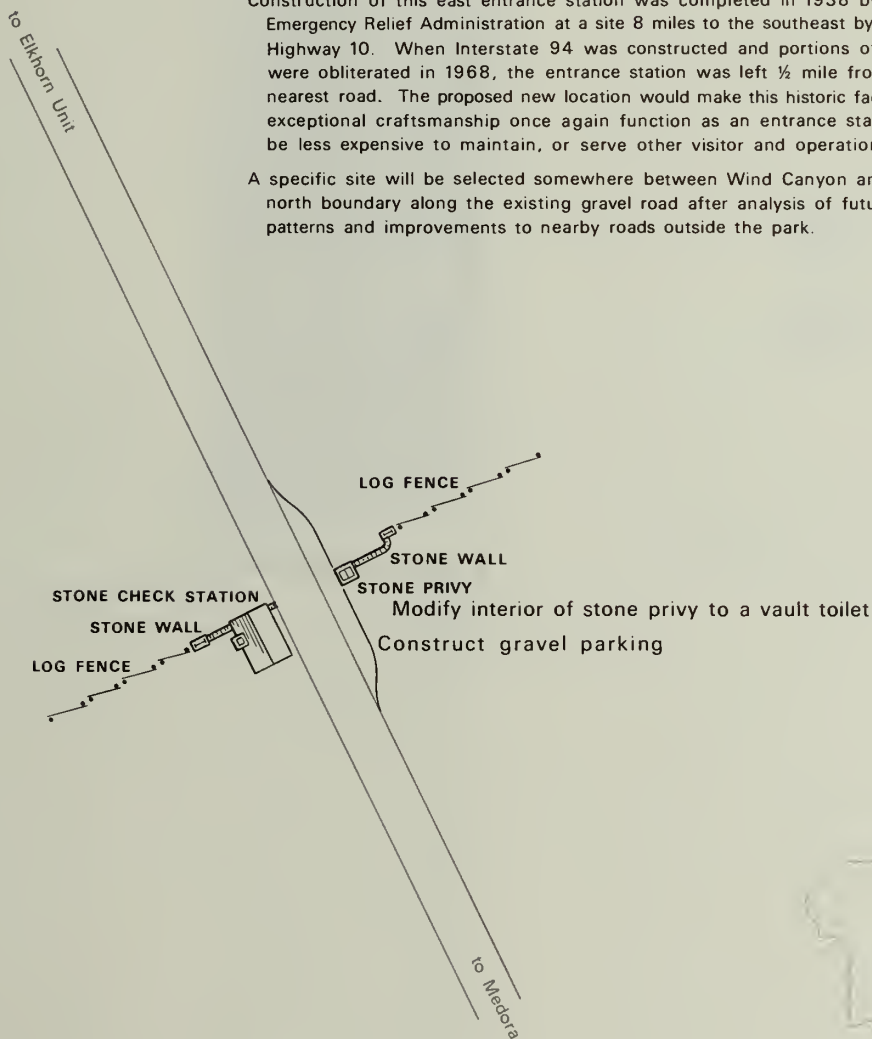 Construction of this east entrance station was completed in 1938 by
Emergency Relief Administration at a site 8 miles to the southeast by
Highway 10. When Interstate 94 was constructed and portions of
were obliterated in 1968, the entrance station was left ½ mile from
nearest road. The proposed new location would make this historic
exceptional craftsmanship once again function as an entrance
be less expensive to maintain, or serve other visitor and
A specific site will be selected somewhere between Wind Canyon
north boundary along the existing gravel road after analysis of
patterns and improvements to nearby roads outside the park.
to Elkhorn Unit
LOG FENCE
STONE WALL
STONE PRIVY
Modify interior of stone privy to a vault toilet
Construct gravel parking
STONE CHECK STATION
STONE WALL
LOG FENCE
to Medora